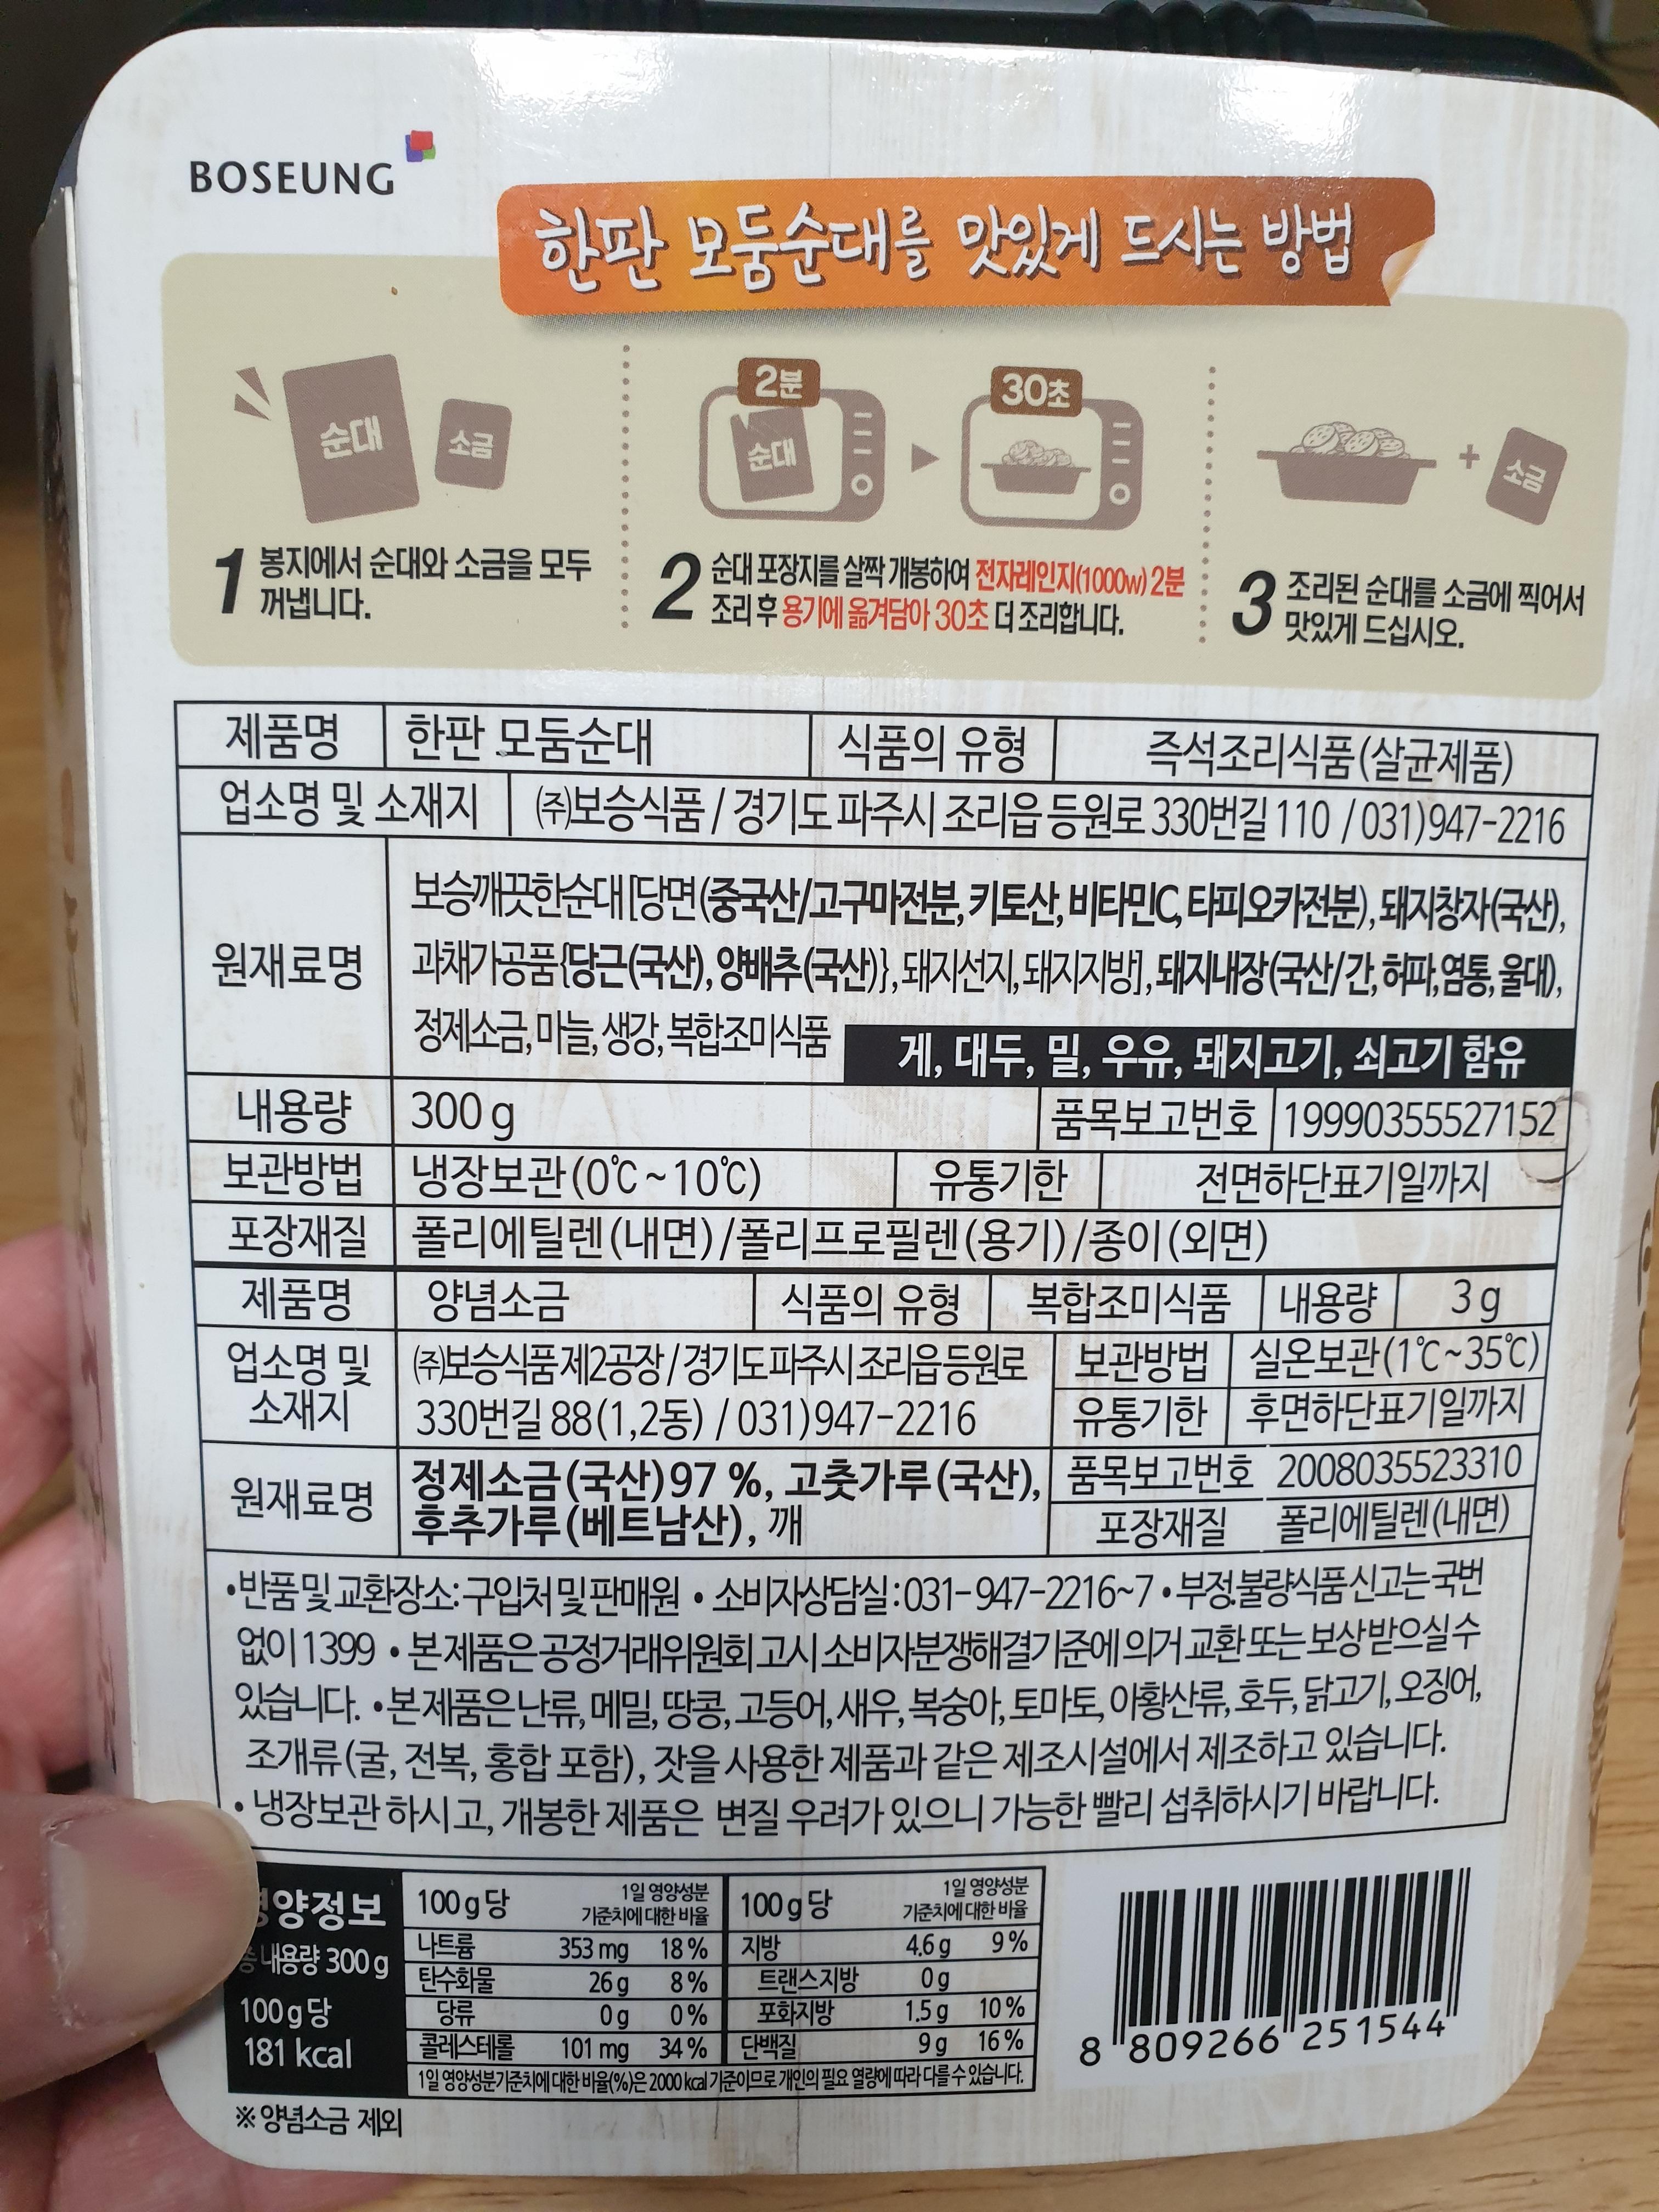 BOSEUNG
한판 모둠순대를 맛있게 드시는 방법
순대 소금
2분 순대
30초
+ 소금
1 봉지에서 순대와 소금을 모두
꺼냅니다.
2 순대 포장지를 살짝 개봉하여 전자레인지(1000w) 2분
조리 후 용기에 옮겨담아 30초 더 조리합니다.
3 조리된 순대를 소금에 찍어서
맛있게 드십시오.
제품명 한판 모둠순대 식품의 유형 즉석조리식품(살균제품)
업소명 및 소재지 ㈜보승식품 / 경기도 파주시 조리읍 등원로 330번길 110 / 031)947-2216
원재료명
보승깨끗한순대[당면(중국산/고구마전분, 키토산, 비타민C, 타피오카전분), 돼지창자(국산),
과채가공품{당근(국산), 양배추(국산)}, 돼지선지, 돼지지방], 돼지내장(국산/간, 허파, 염통, 울대),
정제소금, 마늘, 생강, 복합조미식품 게, 대두, 밀, 우유, 돼지고기, 쇠고기 함유
내용량 300 g 품목보고번호 19990355527152
보관방법 냉장보관(0℃~10℃) 유통기한 전면하단표기일까지
포장재질 폴리에틸렌(내면)/폴리프로필렌(용기)/종이(외면)
제품명 양념소금 식품의 유형 복합조미식품 내용량 3 g
업소명 및
소재지
㈜보승식품 제2공장 / 경기도 파주시 조리읍 등원로
330번길 88(1,2동) / 031)947-2216
보관방법 실온보관(1℃~35℃)
유통기한 후면하단표기일까지
원재료명
정제소금(국산)97 %, 고춧가루(국산),
후추가루(베트남산), 깨
품목보고번호 2008035523310
포장재질 폴리에틸렌(내면)
•반품 및 교환장소: 구입처 및 판매원 • 소비자상담실: 031-947-2216~7 • 부정.불량식품 신고는 국번
없이 1399 • 본 제품은 공정거래위원회 고시 소비자분쟁해결기준에 의거 교환 또는 보상받으실 수
있습니다. •본 제품은 난류, 메밀, 땅콩, 고등어, 새우, 복숭아, 토마토, 아황산류, 호두, 닭고기, 오징어,
조개류(굴, 전복, 홍합 포함), 잣을 사용한 제품과 같은 제조시설에서 제조하고 있습니다.
• 냉장보관 하시고, 개봉한 제품은 변질 우려가 있으니 가능한 빨리 섭취하시기 바랍니다.
영양정보
총 내용량 300 g
100 g 당
181 kcal
100 g 당 1일 영양성분 기준치에 대한 비율 100 g 당 1일 영양성분 기준치에 대한 비율
나트륨 353 mg 18 % 지방 4.6 g 9 %
탄수화물 26 g 8 % 트랜스지방 0 g
당류 0 g 0 % 포화지방 1.5 g 10 %
콜레스테롤 101 mg 34 % 단백질 9 g 16 %
1일 영양성분기준치에 대한 비율(%)은 2000 kcal 기준이므로 개인의 필요 열량에 따라 다를 수 있습니다.
※ 양념소금 제외
8 809266 251544